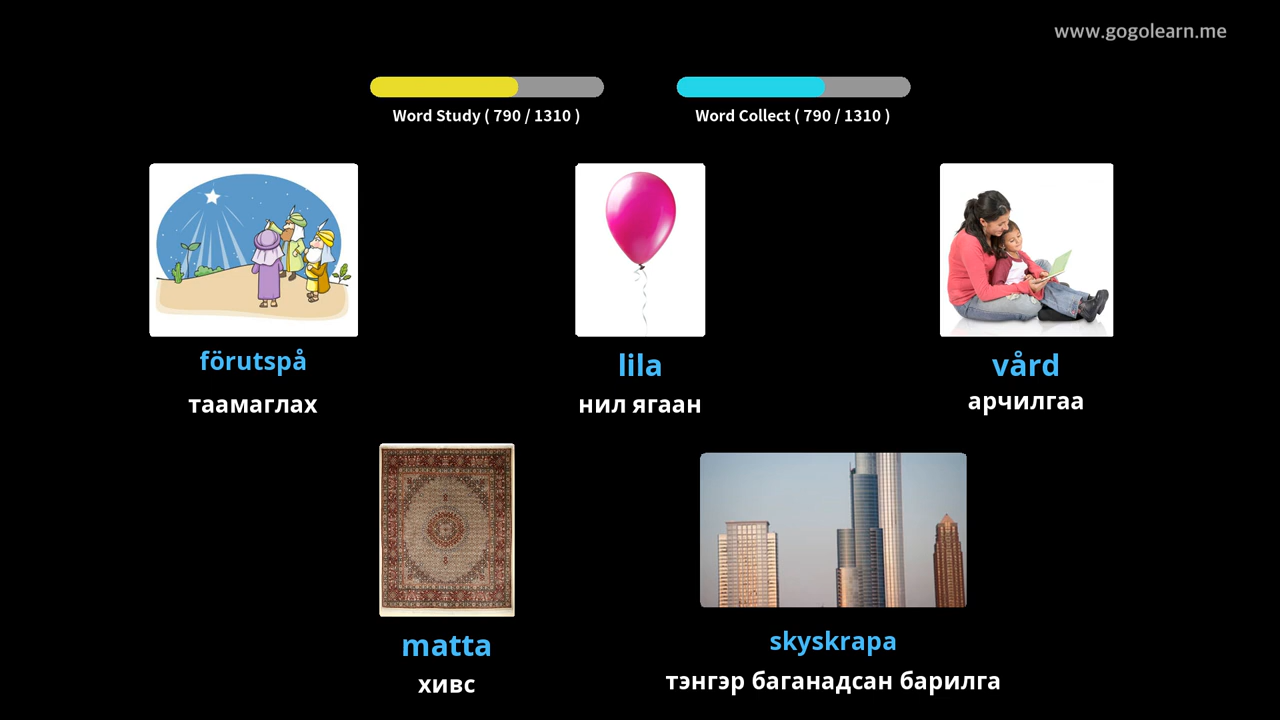 www.gogolearn.me
Word Study ( 790 / 1310 )
Word Collect ( 790 / 1310 )
förutspå
таамаглах
lila
нил ягаан
vård
арчилгаа
matta
хивс
skyskrapa
тэнгэр баганадсан барилга